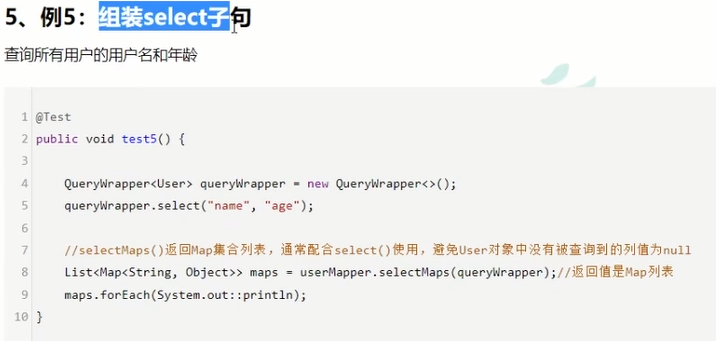 5、例5：组装select子句
查询所有用户的用户名和年龄
1 @Test
2 public void test5() {
3
4     QueryWrapper<User> queryWrapper = new QueryWrapper<>();
5     queryWrapper.select("name", "age");
6
7     //selectMaps()返回Map集合列表，通常配合select()使用，避免User对象中没有被查询到的列值为null
8     List<Map<String, Object>> maps = userMapper.selectMaps(queryWrapper);//返回值是Map列表
9     maps.forEach(System.out::println);
10 }